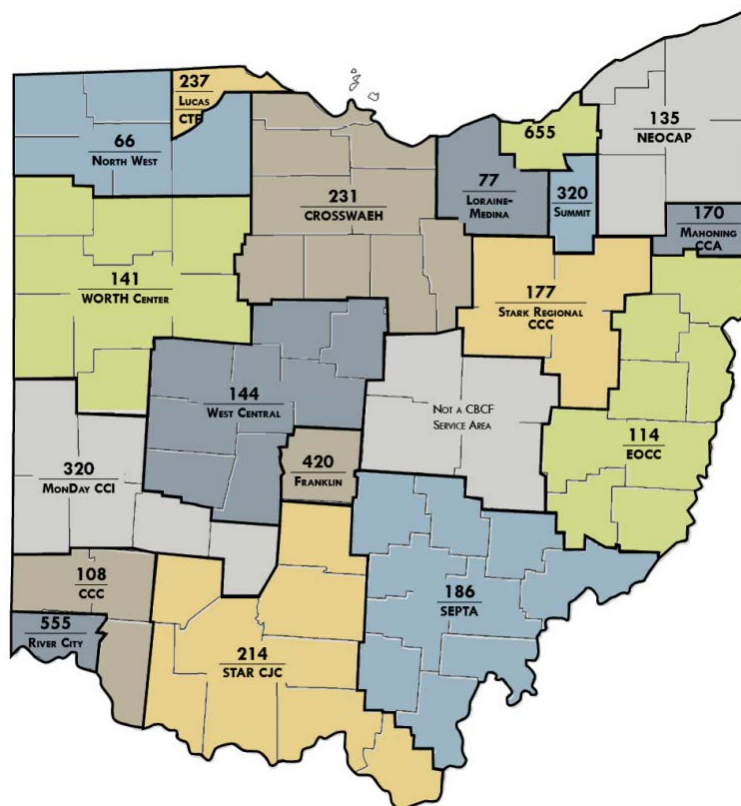 237
Lucas
CTF
66
North West
655
135
NEOCAP
77
Loraine-
Medina
320
Summit
231
CROSSWAEH
170
Mahoning
CCA
141
WORTH Center
177
Stark Regional
CCC
144
West Central
Not a CBCF
Service Area
114
EOCC
420
Franklin
320
MonDay CCI
108
CCC
186
SEPTA
555
River City
214
STAR CJC